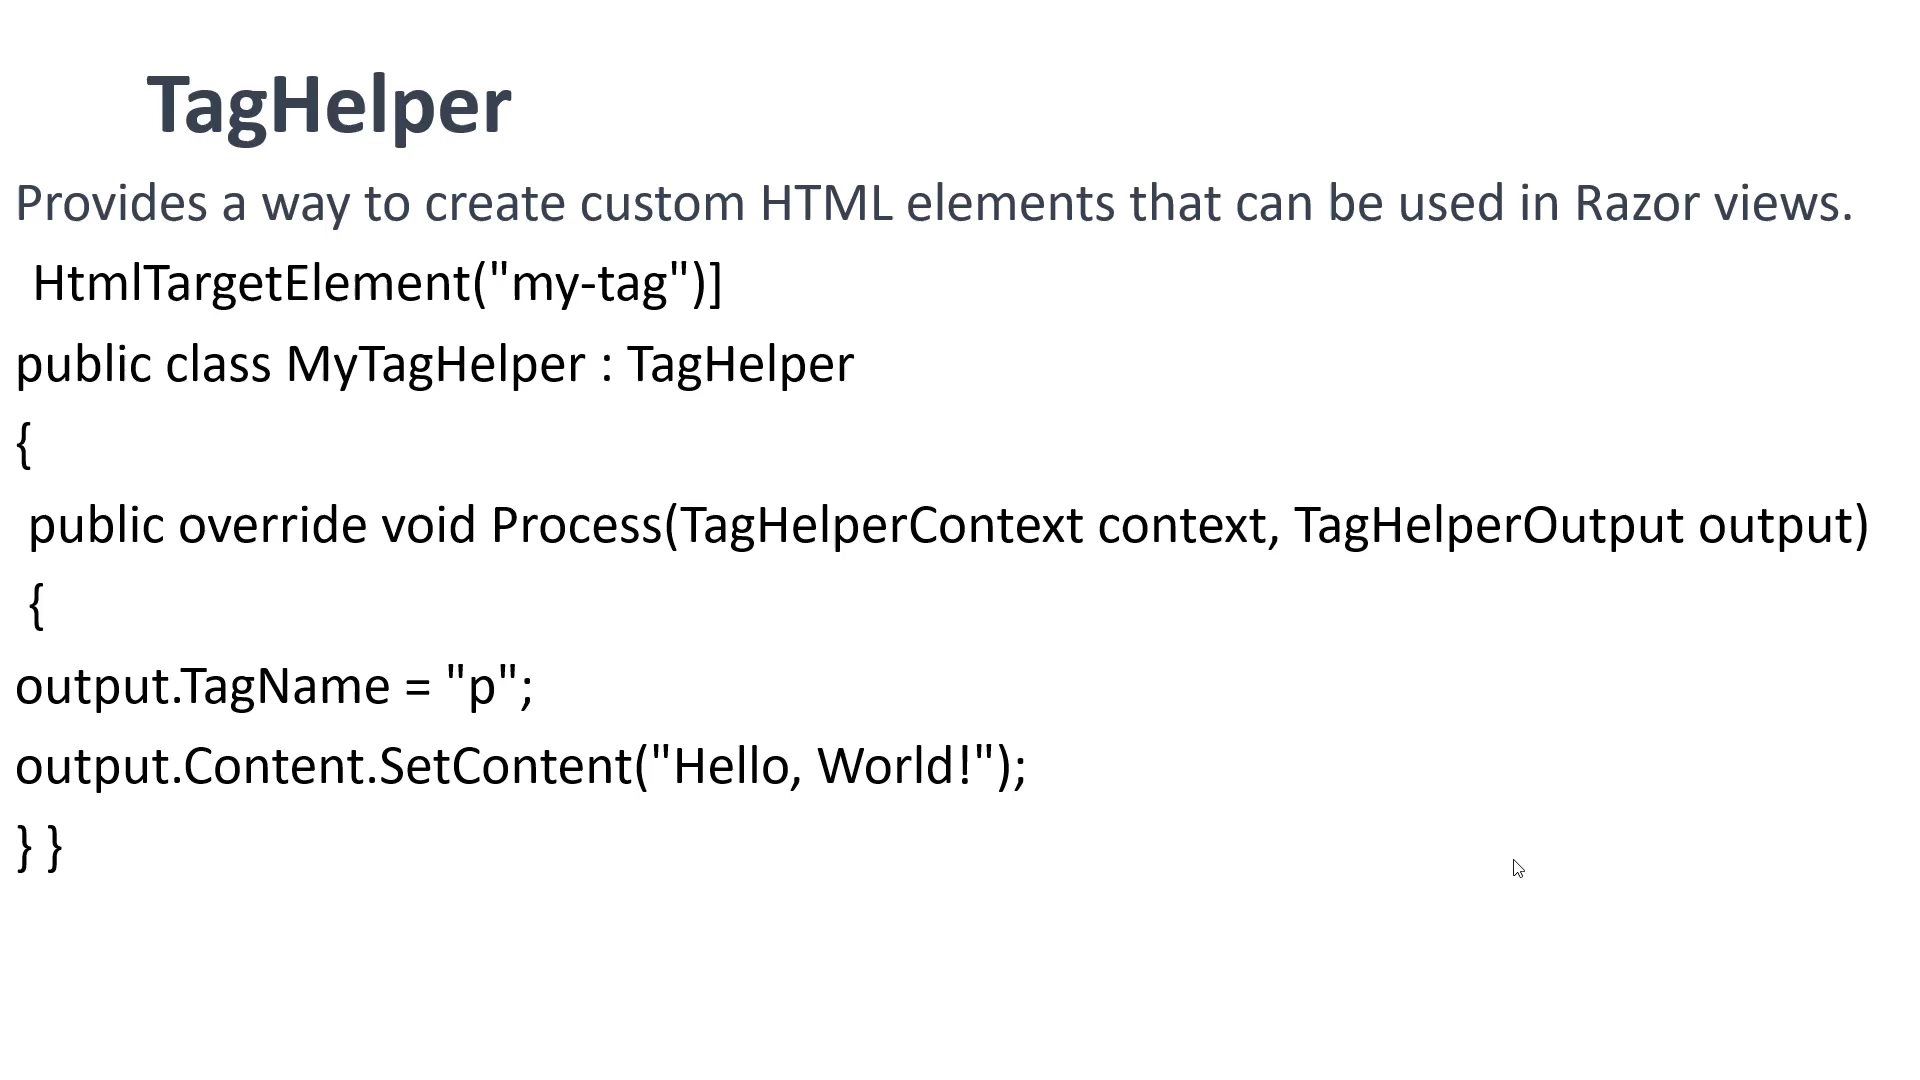 TagHelper
Provides a way to create custom HTML elements that can be used in Razor views.
HtmlTargetElement("my-tag")]
public class MyTagHelper : TagHelper
{
public override void Process(TagHelperContext context, TagHelperOutput output)
{
output.TagName = "p";
output.Content.SetContent("Hello, World!");
} }